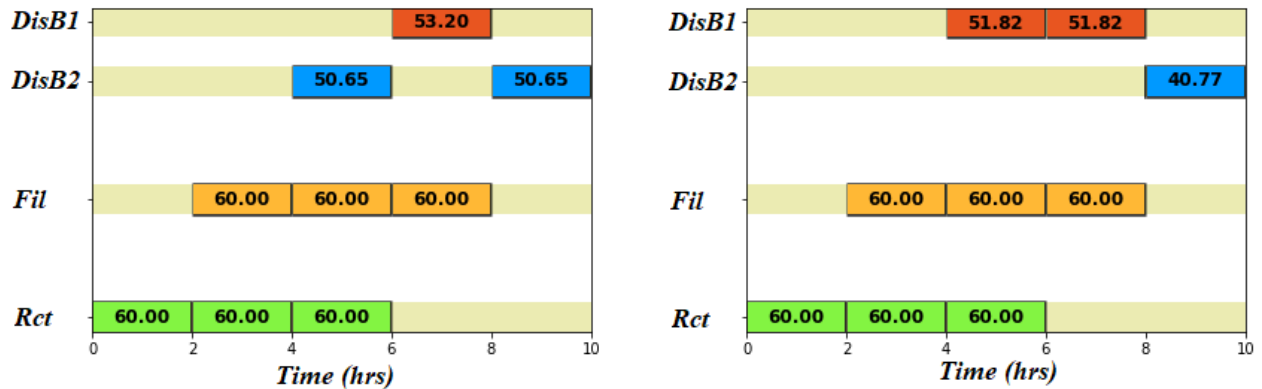 DisB1
53.20
DisB2
50.65 50.65
Fil
60.00 60.00 60.00
Rct
60.00 60.00 60.00
0 2 4 6 8 10
Time (hrs)
DisB1
51.82 51.82
DisB2
40.77
Fil
60.00 60.00 60.00
Rct
60.00 60.00 60.00
0 2 4 6 8 10
Time (hrs)